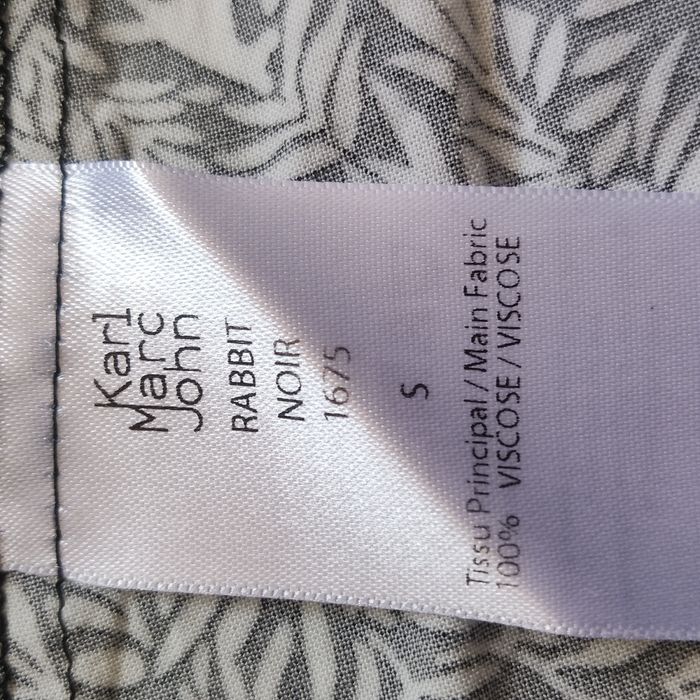 Karl
Marc
John
RABBIT
NOIR
1675
S
Tissu Principal / Main Fabric
100% VISCOSE / VISCOSE